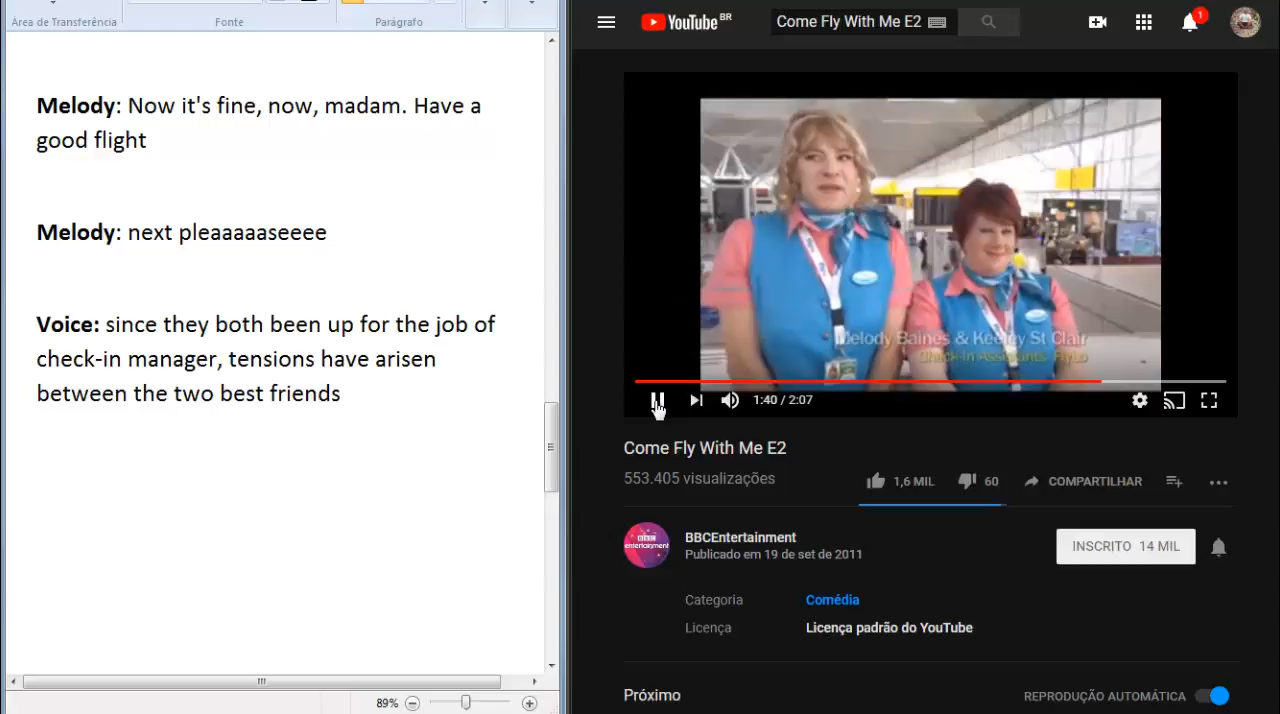 Área de Transferência
Fonte
Parágrafo
Melody: Now it's fine, now, madam. Have a
good flight
Melody: next pleaaaaaseeee
Voice: since they both been up for the job of
check-in manager, tensions have arisen
between the two best friends
89%
YouTube BR
Come Fly With Me E2
1
Melody Baines & Keeley St Clair
Check-In Assistants, FlyLo
1:40 / 2:07
Come Fly With Me E2
553.405 visualizações
1,6 MIL
60
COMPARTILHAR
BBC
entertainment
BBCEntertainment
Publicado em 19 de set de 2011
INSCRITO 14 MIL
Categoria
Comédia
Licença
Licença padrão do YouTube
Próximo
REPRODUÇÃO AUTOMÁTICA